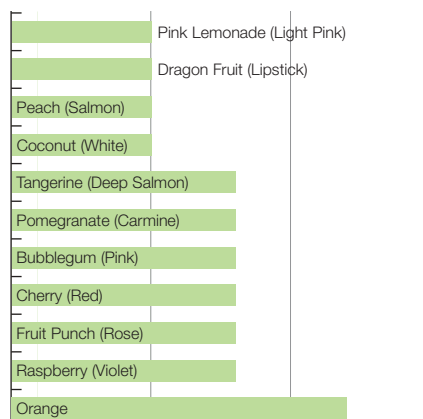 Pink Lemonade (Light Pink)
Dragon Fruit (Lipstick)
Peach (Salmon)
Coconut (White)
Tangerine (Deep Salmon)
Pomegranate (Carmine)
Bubblegum (Pink)
Cherry (Red)
Fruit Punch (Rose)
Raspberry (Violet)
Orange